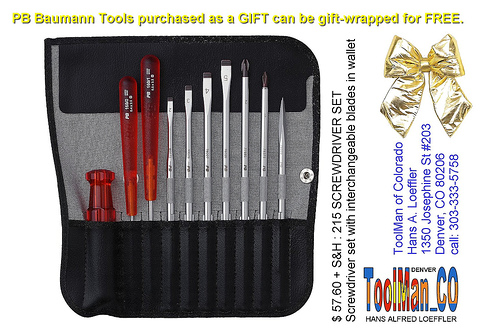 PB Baumann Tools purchased as a GIFT can be gift-wrapped for FREE.
$ 57.60 + S&H : 215 SCREWDRIVER SET
Screwdriver set with interchangeable blades in wallet
ToolMan of Colorado
Hans A. Loeffler
1350 Josephine St #203
Denver, CO 80206
call: 303-333-5758
DENVER
ToolMan_CO
HANS ALFRED LOEFFLER